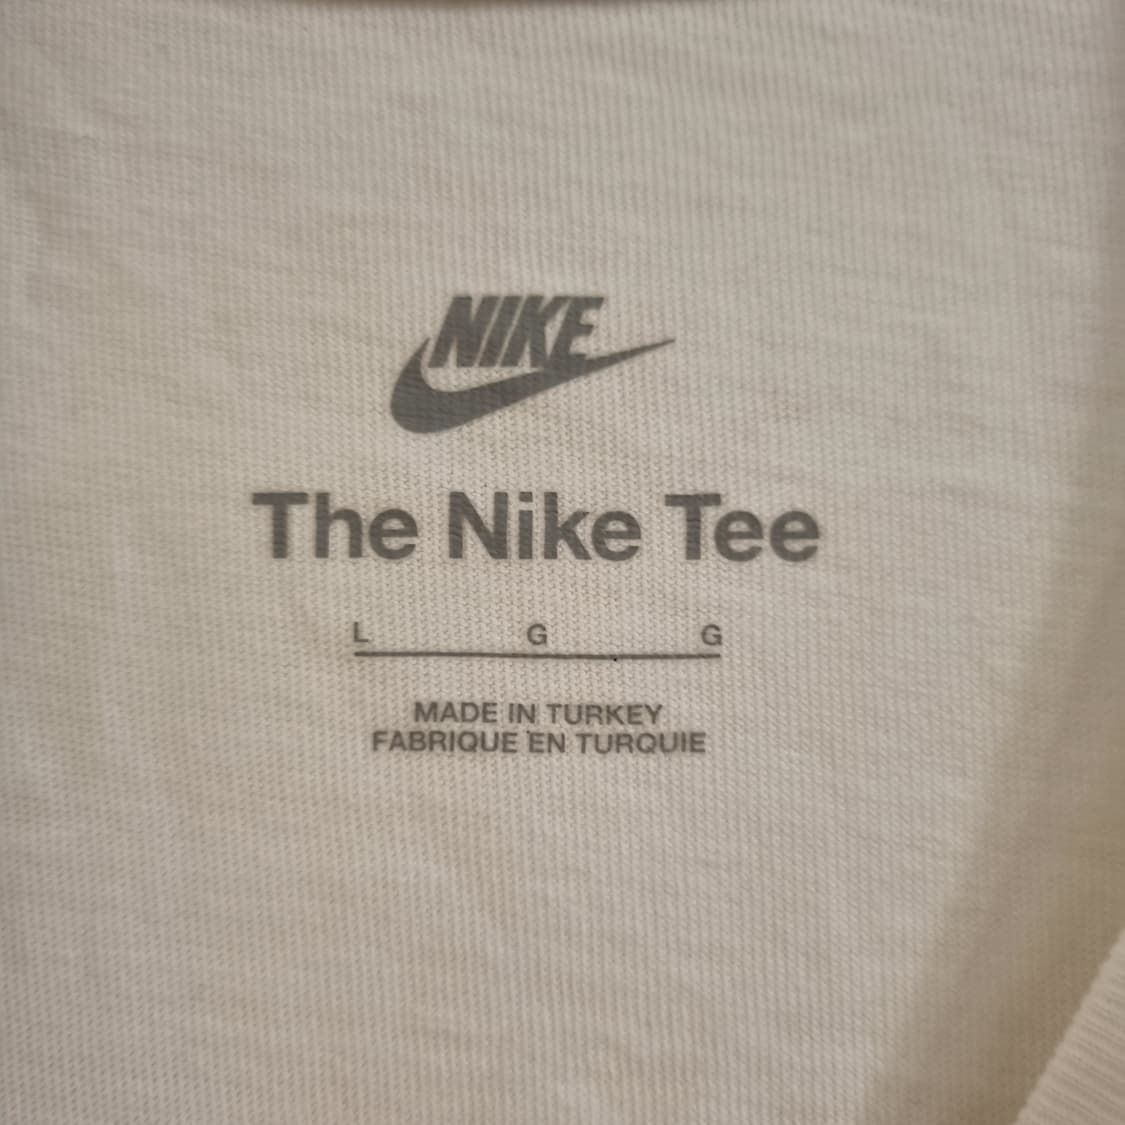 NIKE
The Nike Tee
L G G
MADE IN TURKEY
FABRIQUE EN TURQUIE